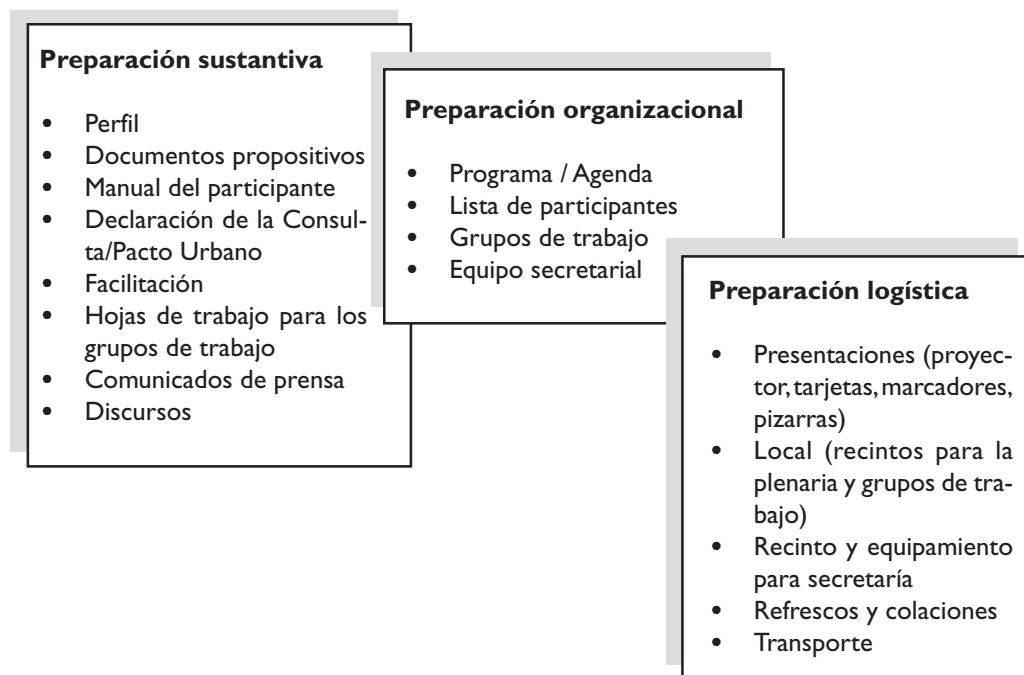 Preparación sustantiva
• Perfil
• Documentos propositivos
• Manual del participante
• Declaración de la Consul-
ta/Pacto Urbano
• Facilitación
• Hojas de trabajo para los
grupos de trabajo
• Comunicados de prensa
• Discursos
Preparación organizacional
• Programa / Agenda
• Lista de participantes
• Grupos de trabajo
• Equipo secretarial
Preparación logística
• Presentaciones (proyec-
tor, tarjetas, marcadores,
pizarras)
• Local (recintos para la
plenaria y grupos de tra-
bajo)
• Recinto y equipamiento
para secretaría
• Refrescos y colaciones
• Transporte